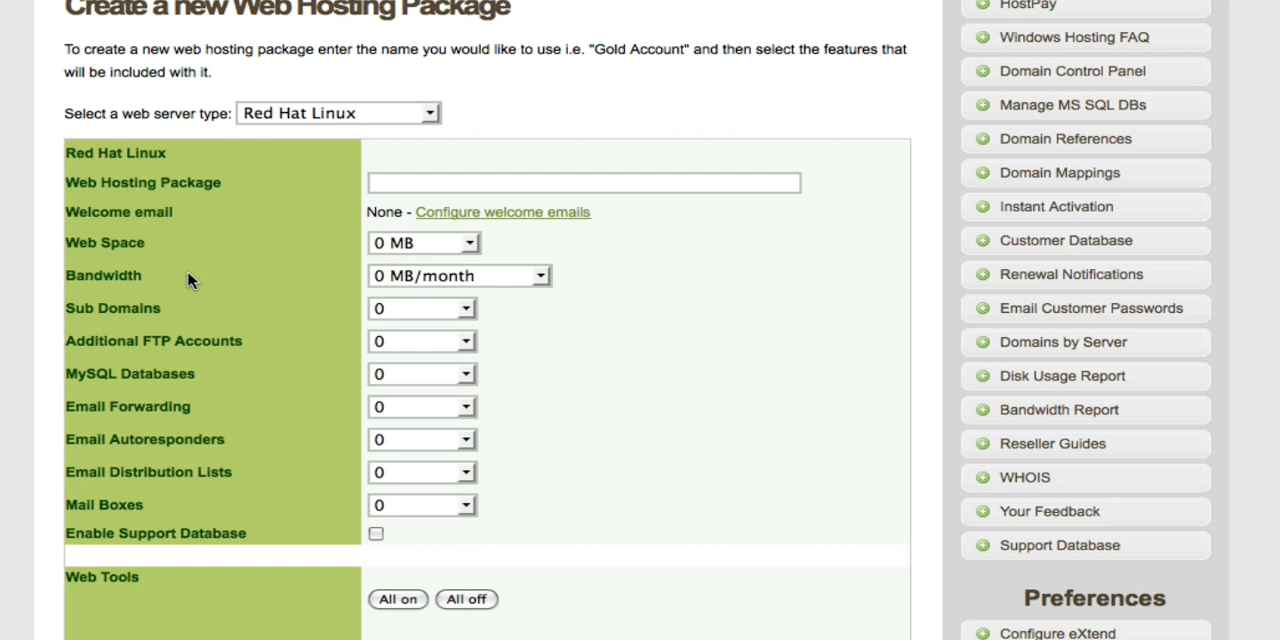 Create a new Web Hosting Package
To create a new web hosting package enter the name you would like to use i.e. "Gold Account" and then select the features that
will be included with it.
Select a web server type: Red Hat Linux
Red Hat Linux
Web Hosting Package
Welcome email None - Configure welcome emails
Web Space 0 MB
Bandwidth 0 MB/month
Sub Domains 0
Additional FTP Accounts 0
MySQL Databases 0
Email Forwarding 0
Email Autoresponders 0
Email Distribution Lists 0
Mail Boxes 0
Enable Support Database
Web Tools
All on All off
HostPay
Windows Hosting FAQ
Domain Control Panel
Manage MS SQL DBs
Domain References
Domain Mappings
Instant Activation
Customer Database
Renewal Notifications
Email Customer Passwords
Domains by Server
Disk Usage Report
Bandwidth Report
Reseller Guides
WHOIS
Your Feedback
Support Database
Preferences
Configure eXtend